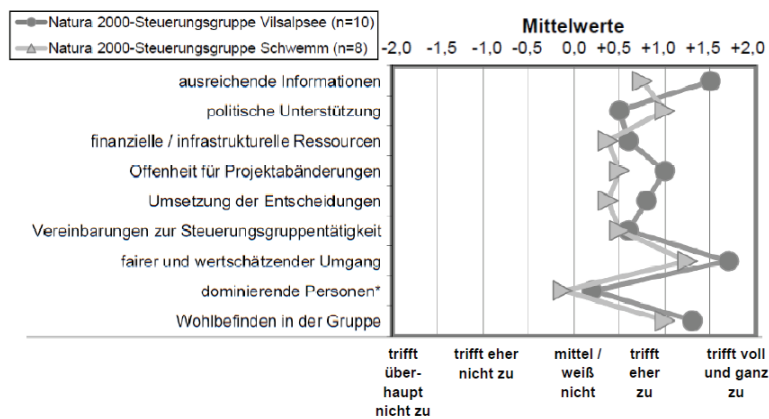 Natura 2000-Steuerungsgruppe Vilsalpsee (n=10)
Natura 2000-Steuerungsgruppe Schwemm (n=8)
Mittelwerte
-2,0 -1,5 -1,0 -0,5 0,0 +0,5 +1,0 +1,5 +2,0
ausreichende Informationen
politische Unterstützung
finanzielle / infrastrukturelle Ressourcen
Offenheit für Projektabänderungen
Umsetzung der Entscheidungen
Vereinbarungen zur Steuerungsgruppentätigkeit
fairer und wertschätzender Umgang
dominierende Personen*
Wohlbefinden in der Gruppe
trifft
über-
haupt
nicht zu
trifft eher
nicht zu
mittel /
weiß
nicht
trifft
eher
zu
trifft voll
und ganz
zu